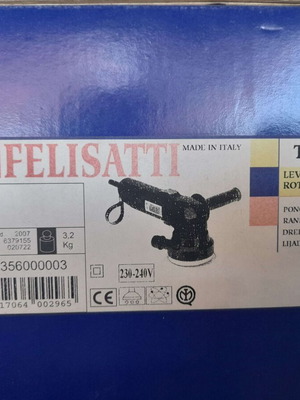 FELISATTI
MADE IN ITALY
T
LEV
ROT
2007
6379155
020722
3.2
Kg
PON
RAN
DRE
LIJAD
356000003
230-240V
17064 002965
CE